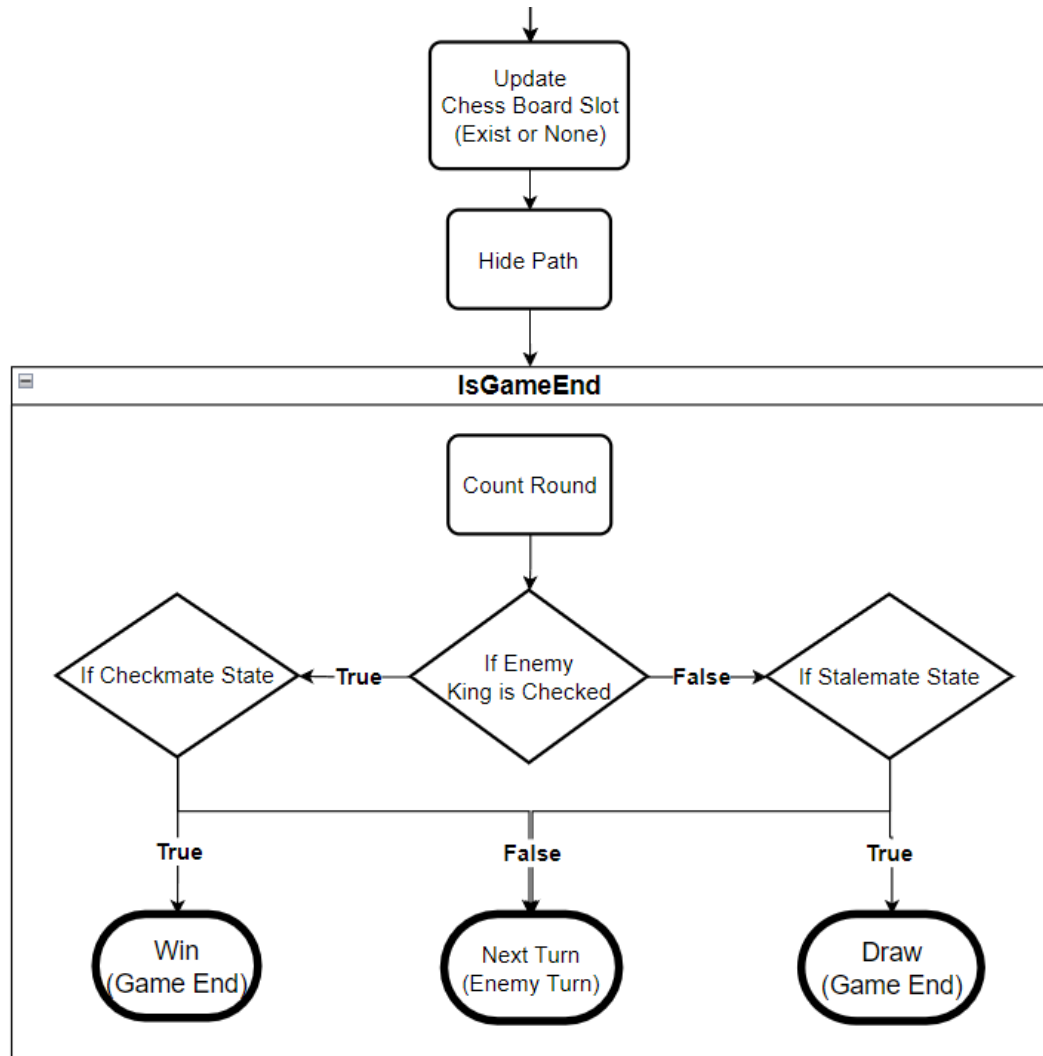 Update
Chess Board Slot
(Exist or None)
Hide Path
IsGameEnd
Count Round
If Checkmate State
True
If Enemy
King is Checked
False
If Stalemate State
True
False
True
Win
(Game End)
Next Turn
(Enemy Turn)
Draw
(Game End)